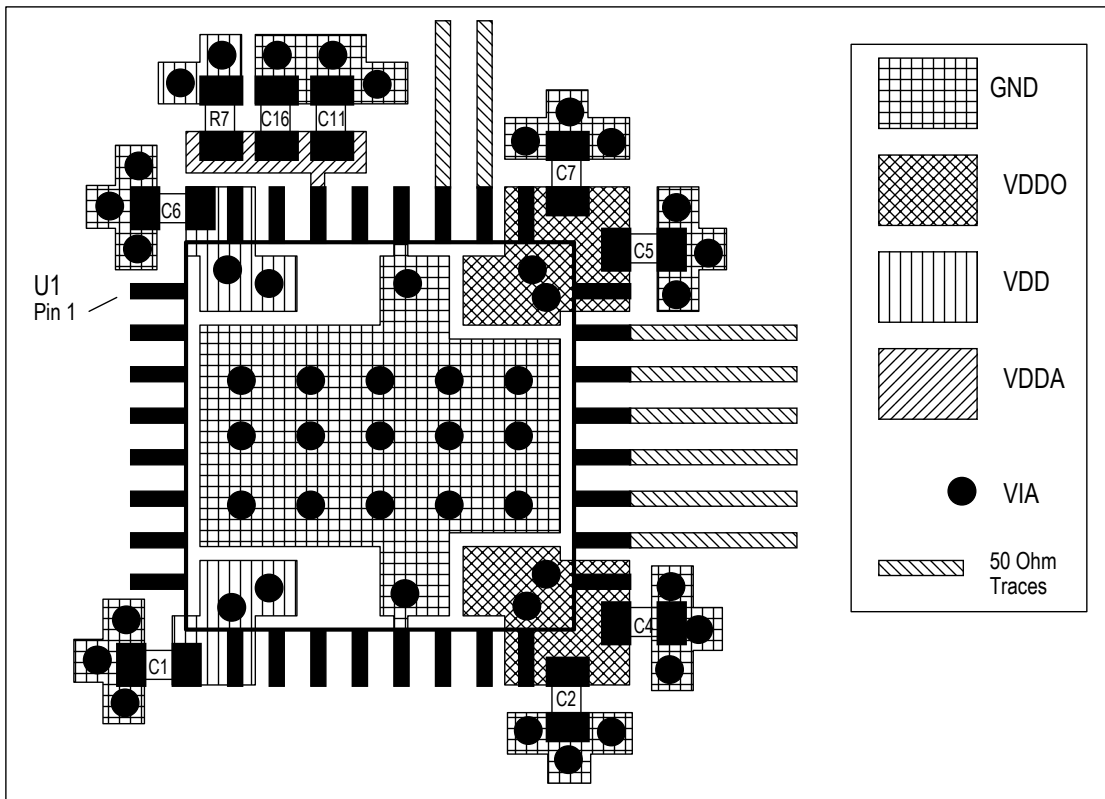 R7
C16
C11
C7
C6
C5
U1
Pin 1
C1
C4
C2
GND
VDDO
VDD
VDDA
VIA
50 Ohm
Traces